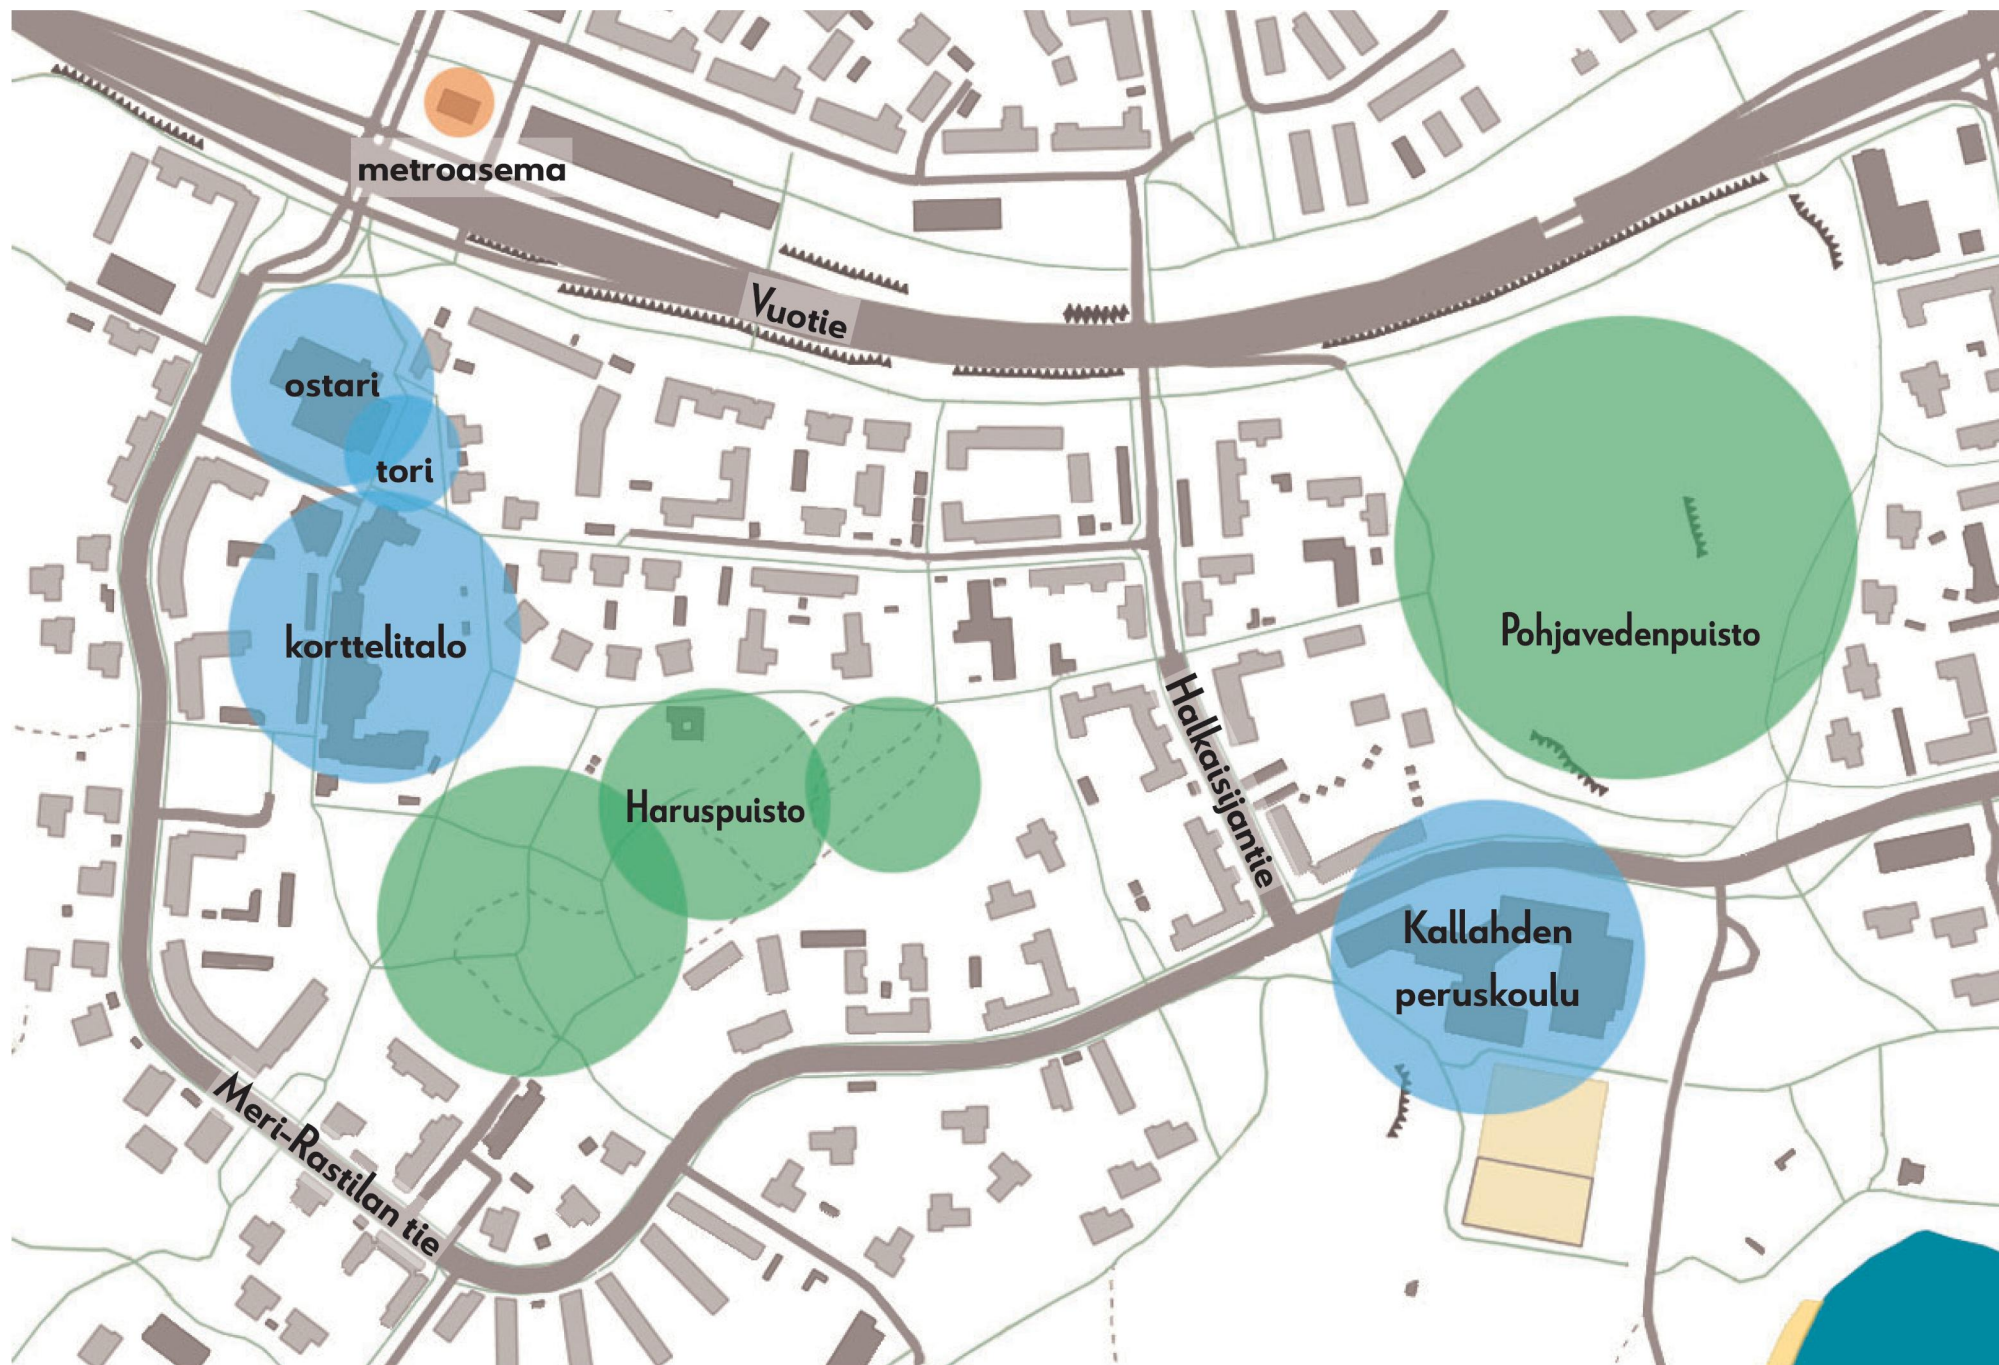 metroasema
Vuotie
ostari
tori
korttelitalo
Pohjavedenpuisto
Halkaisijantie
Haruspuisto
Kallahden
peruskoulu
Meri-Rastilan tie